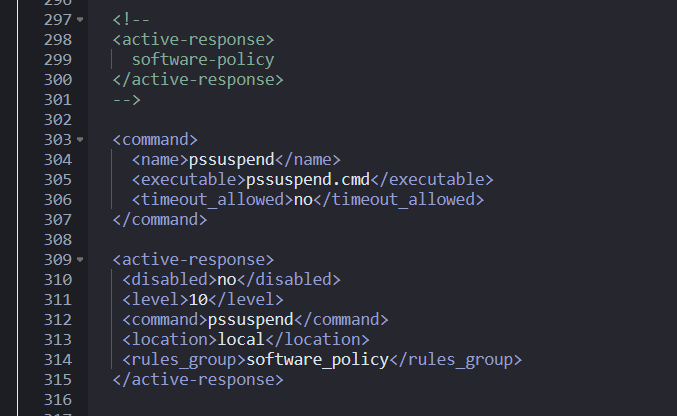 297 <!--
298 <active-response>
299 software-policy
300 </active-response>
301 -->
302
303 <command>
304 <name>pssuspend</name>
305 <executable>pssuspend.cmd</executable>
306 <timeout_allowed>no</timeout_allowed>
307 </command>
308
309 <active-response>
310 <disabled>no</disabled>
311 <level>10</level>
312 <command>pssuspend</command>
313 <location>local</location>
314 <rules_group>software_policy</rules_group>
315 </active-response>
316